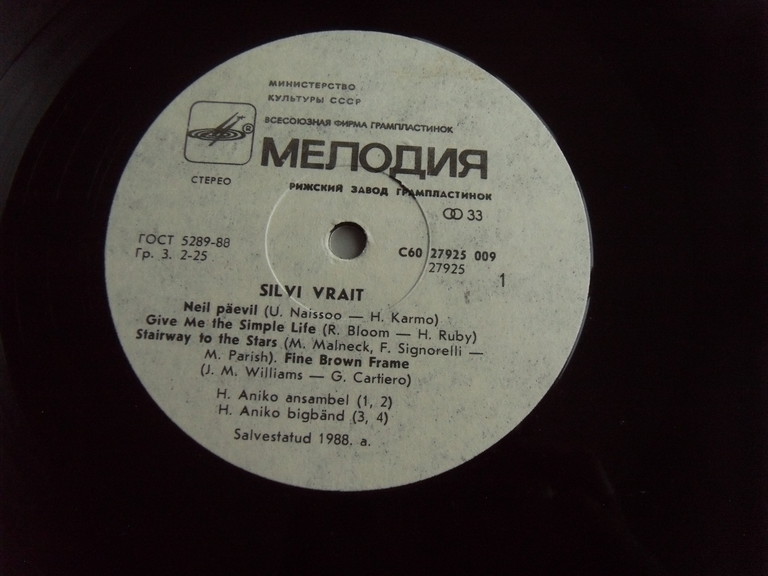 МИНИСТЕРСТВО
КУЛЬТУРЫ СССР
ВСЕСОЮЗНАЯ ФИРМА ГРАМПЛАСТИНОК
®
МЕЛОДИЯ
СТЕРЕО
РИЖСКИЙ ЗАВОД ГРАМПЛАСТИНОК
33
ГОСТ 5289-88
Гр. 3. 2-25
С60 27925 009
27925
1
SILVI VRAIT
Neil päevil (U. Naissoo — H. Karmo)
Give Me the Simple Life (R. Bloom — H. Ruby)
Stairway to the Stars (M. Malneck, F. Signorelli —
M. Parish). Fine Brown Frame
(J. M. Williams — G. Cartiero)
H. Aniko ansambel (1, 2)
H. Aniko bigbänd (3, 4)
Salvestatud 1988. a.